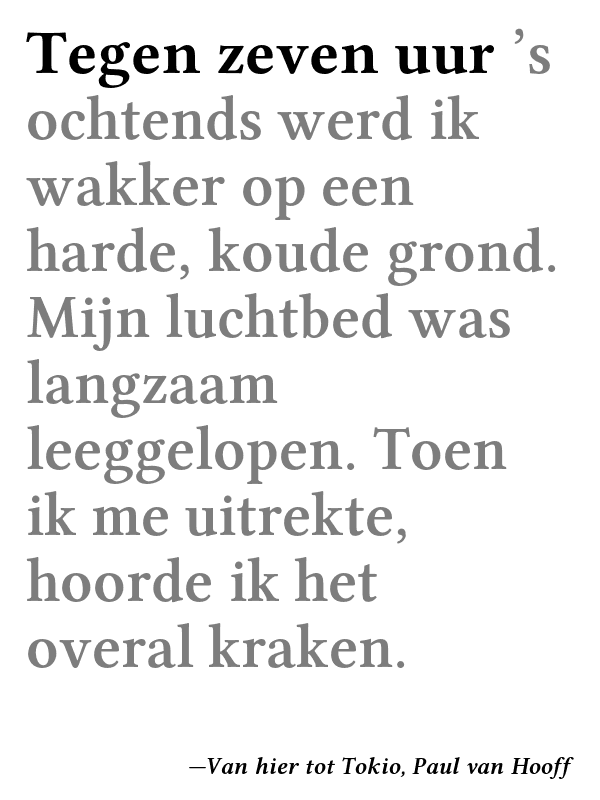 Tegen zeven uur ’s
ochtends werd ik
wakker op een
harde, koude grond.
Mijn luchtbed was
langzaam
leeggelopen. Toen
ik me uitrekte,
hoorde ik het
overal kraken.
—Van hier tot Tokio, Paul van Hooff